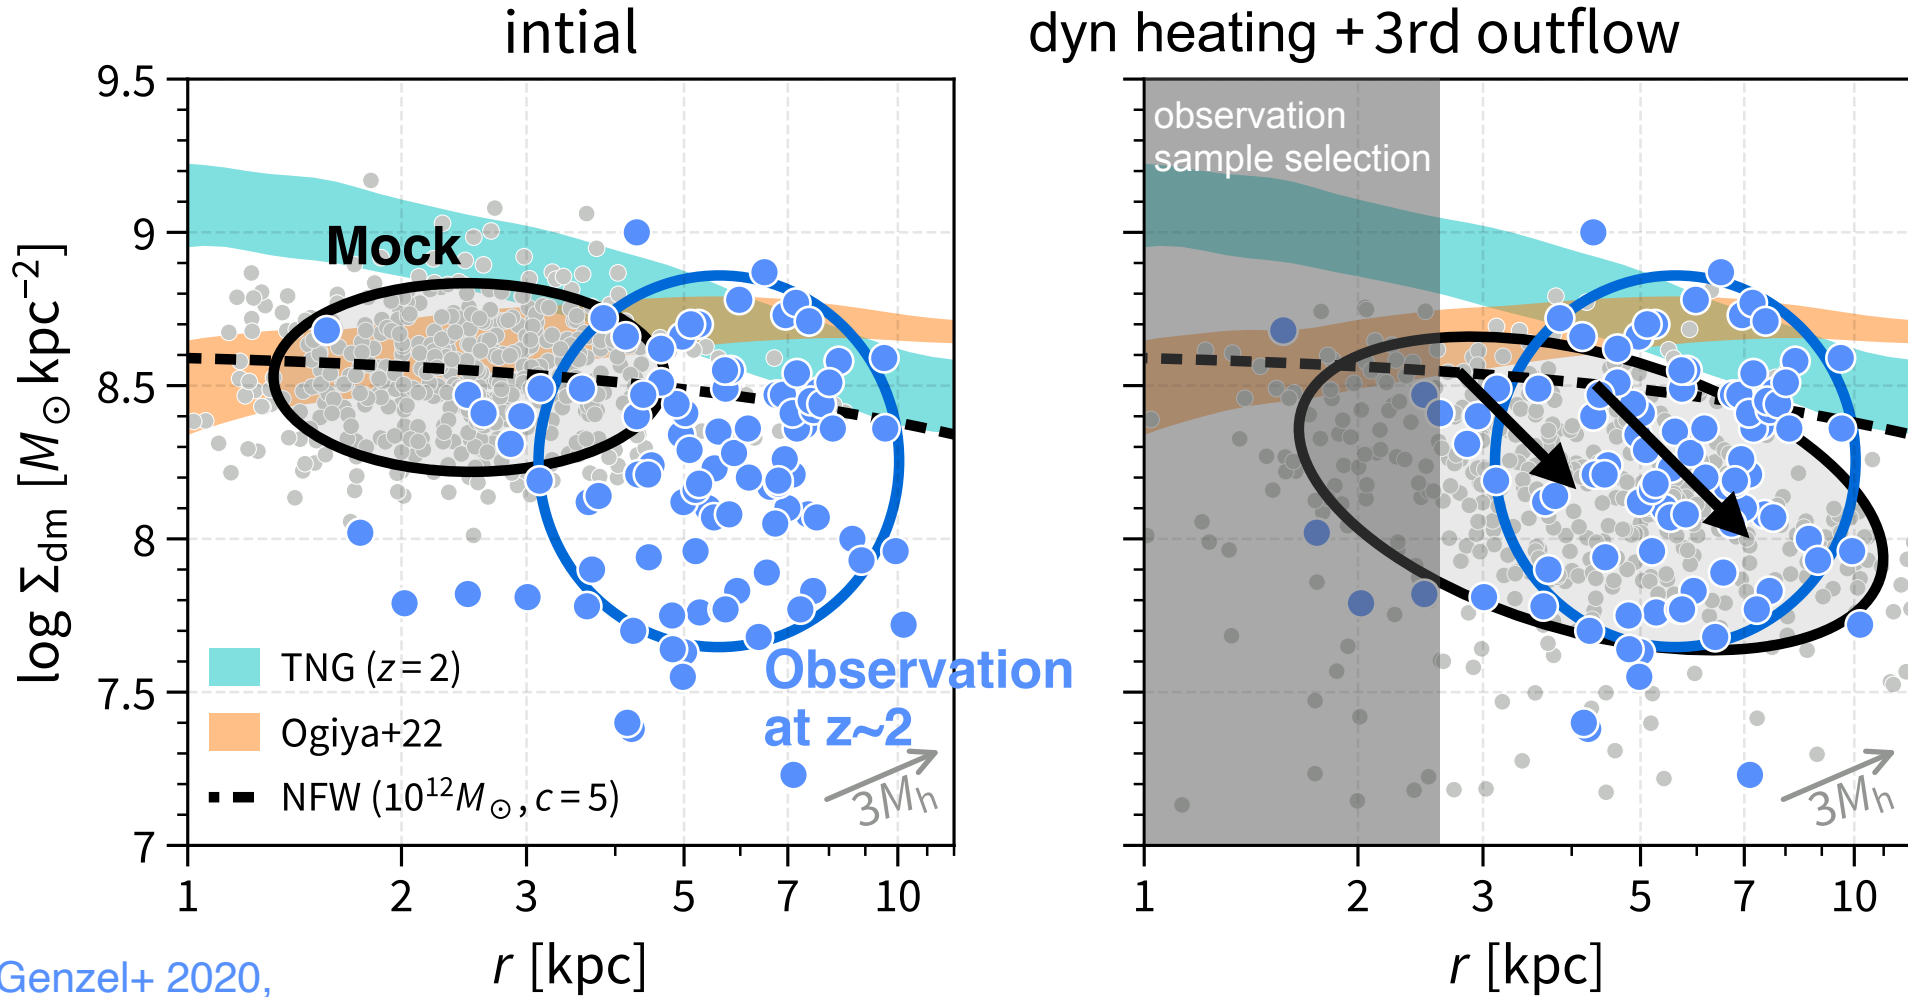 intial
dyn heating + 3rd outflow
9.5
9
8.5
8
7.5
7
log Σdm [M⊙ kpc⁻²]
Mock
TNG (z = 2)
Ogiya+22
NFW (10¹²M⊙, c = 5)
Observation
at z~2
3Mh
1 2 3 5 7 10
r [kpc]
observation
sample selection
3Mh
1 2 3 5 7 10
r [kpc]
Genzel+ 2020,